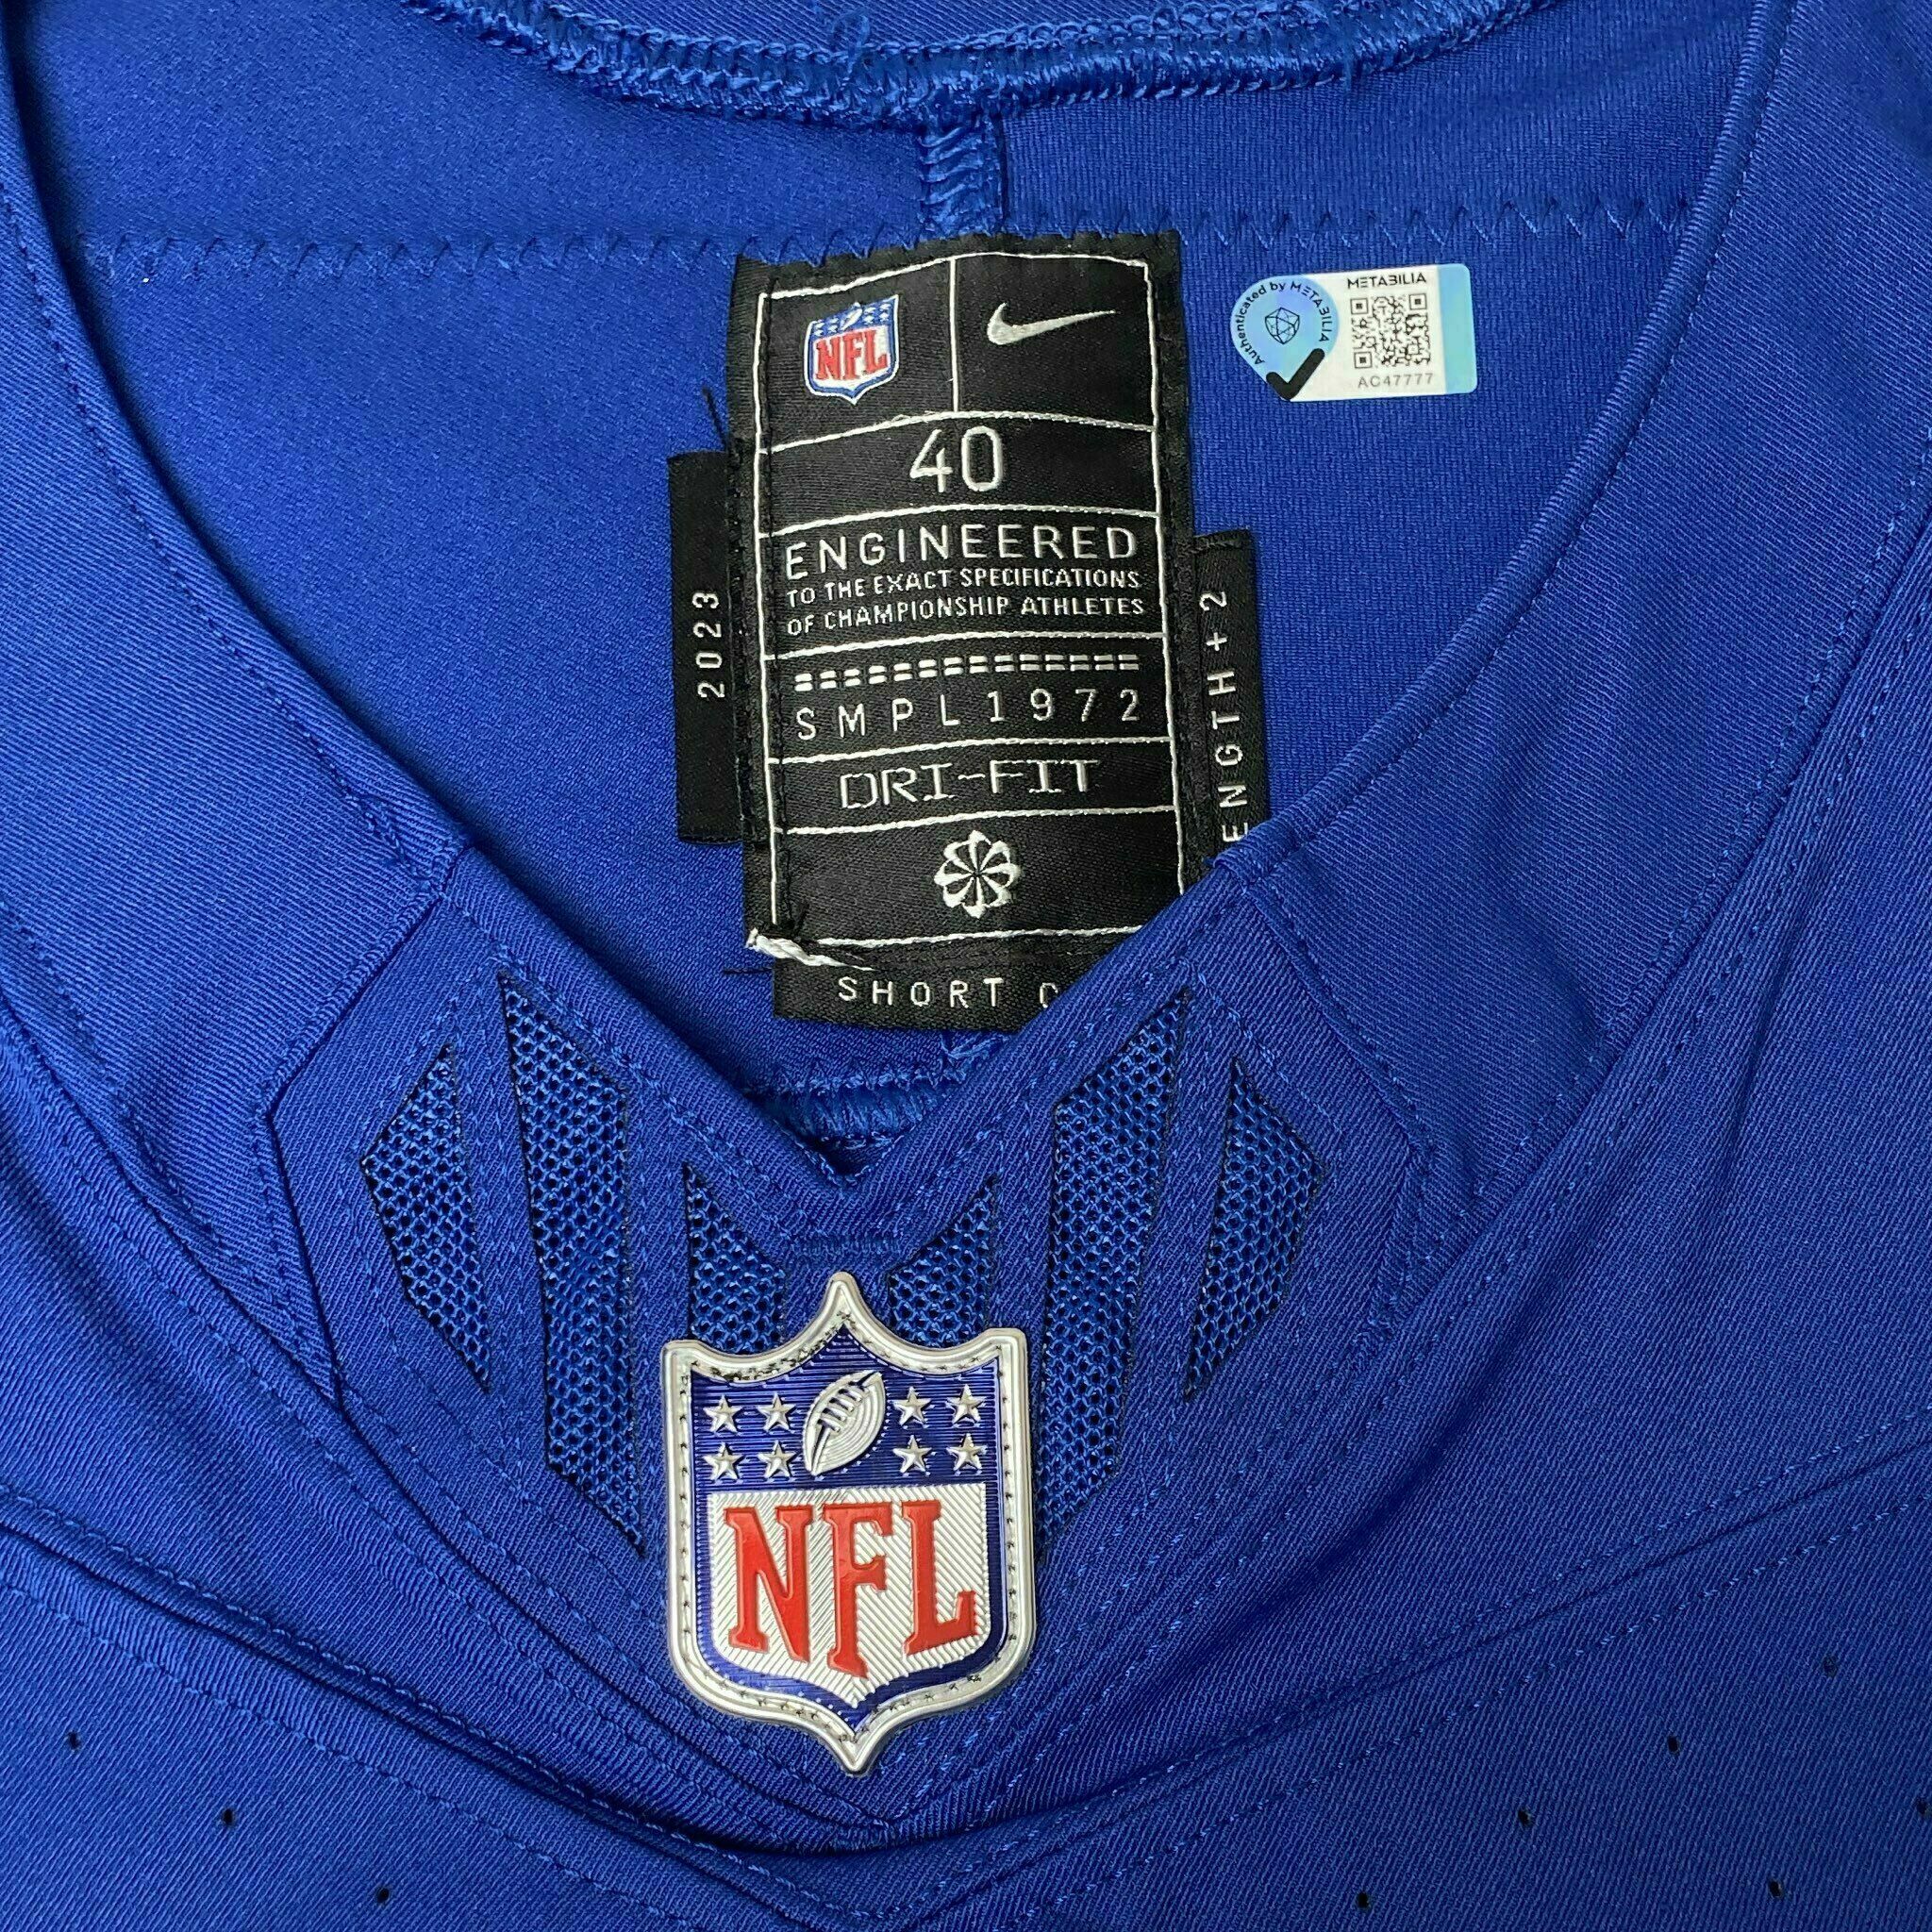 NFL
40
ENGINEERED
TO THE EXACT SPECIFICATIONS
OF CHAMPIONSHIP ATHLETES
SMPL1972
DRI-FIT
SHORT
2023
ENGTH+2
Authenticated by METABILIA
METABILIA
AC47777
NFL